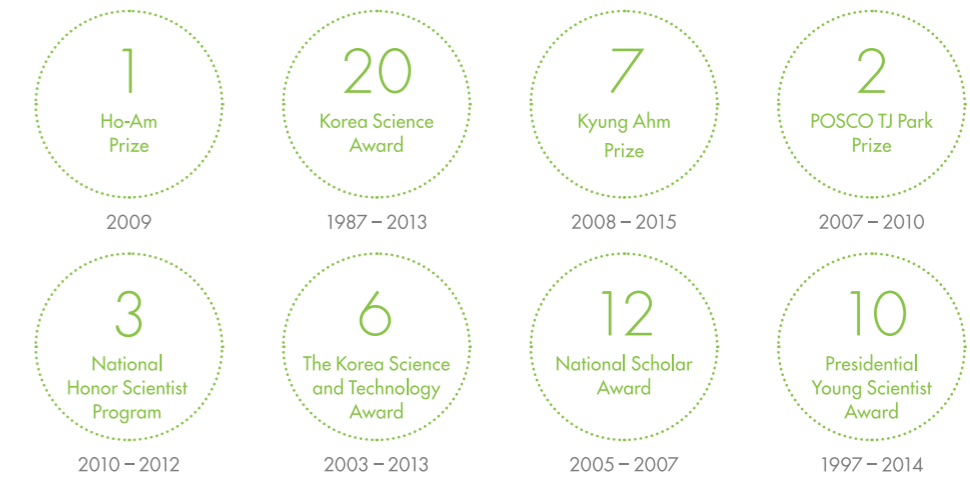 1
Ho-Am
Prize
2009
20
Korea Science
Award
1987 – 2013
7
Kyung Ahm
Prize
2008 – 2015
2
POSCO TJ Park
Prize
2007 – 2010
3
National
Honor Scientist
Program
2010 – 2012
6
The Korea Science
and Technology
Award
2003 – 2013
12
National Scholar
Award
2005 – 2007
10
Presidential
Young Scientist
Award
1997 – 2014